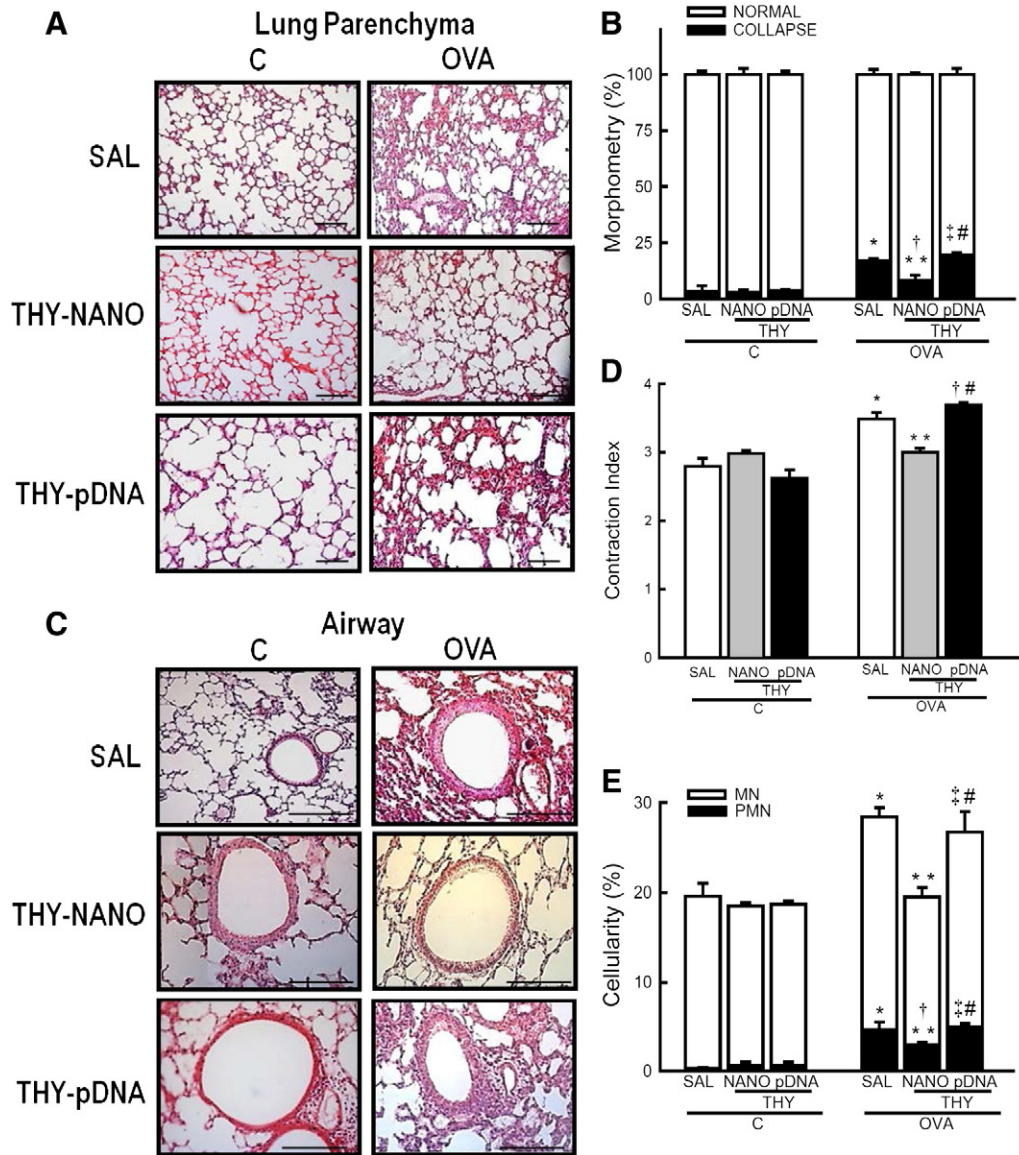 A
Lung Parenchyma
C OVA
SAL
THY-NANO
THY-pDNA
B
NORMAL
COLLAPSE
Morphometry (%)
100
75
50
25
0
*
†
**
‡#
SAL NANO pDNA SAL NANO pDNA
THY THY
C OVA
C
Airway
C OVA
SAL
THY-NANO
THY-pDNA
D
Contraction Index
4
3
2
1
0
*
**
†#
SAL NANO pDNA SAL NANO pDNA
THY THY
C OVA
E
MN
PMN
Cellularity (%)
30
20
10
0
*
**
‡#
*
†
**
‡#
SAL NANO pDNA SAL NANO pDNA
THY THY
C OVA